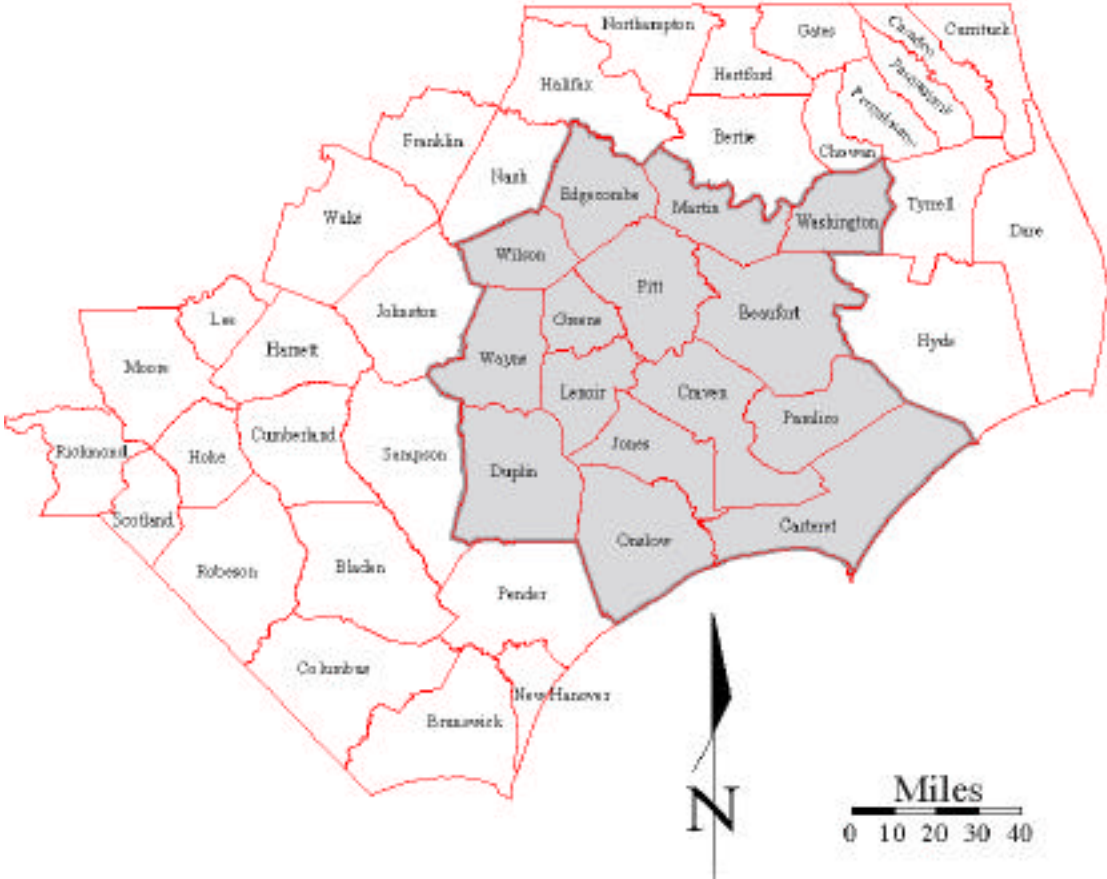 Northampton
Gates
Camden
Currituck
Halifax
Hertford
Pasquotank
Perquimans
Franklin
Bertie
Chowan
Nash
Edgecombe
Martin
Washington
Tyrrell
Wake
Dare
Wilson
Pitt
Johnston
Greene
Beaufort
Lee
Harnett
Hyde
Moore
Wayne
Lenoir
Craven
Pamlico
Richmond
Hoke
Cumberland
Sampson
Jones
Duplin
Scotland
Carteret
Onslow
Robeson
Bladen
Pender
Columbus
New Hanover
Brunswick
N
Miles
0 10 20 30 40